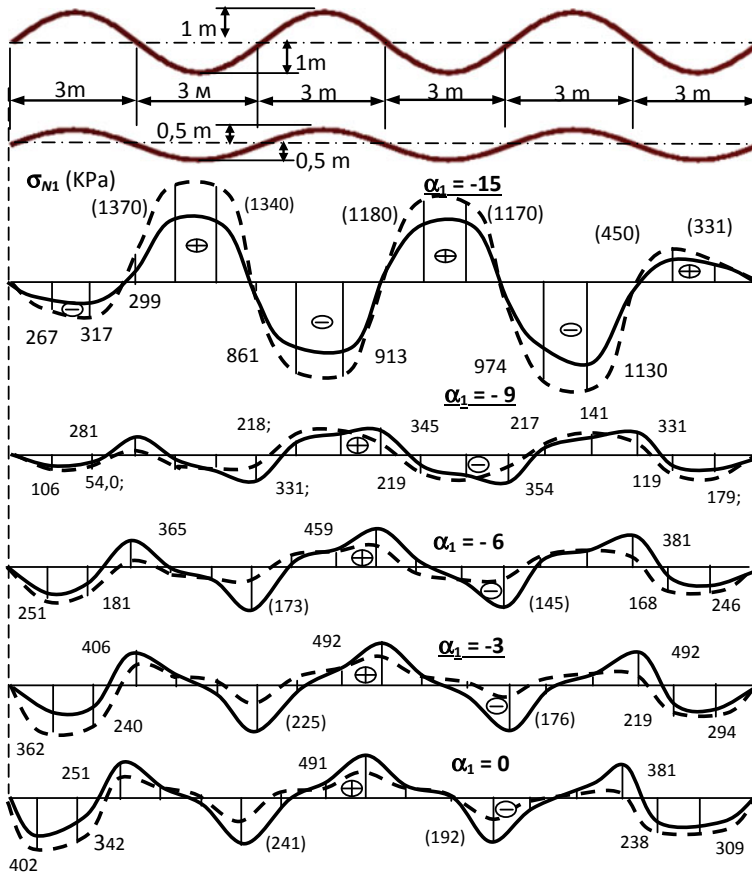 1 m
1m
3m 3 м 3 m 3 m 3 m 3 m
0,5 m
0,5 m
σN1 (KPa)
α1 = -15
(1370) (1340) (1180) (1170) (450) (331)
299
267 317 861 913 974 1130
α1 = - 9
281 218; 345 217 141 331
106 54,0; 331; 219 354 119 179;
365 459 α1 = - 6 381
251 181 (173) (145) 168 246
406 492 α1 = -3 492
362 240 (225) (176) 219 294
251 491 α1 = 0 381
402 342 (241) (192) 238 309